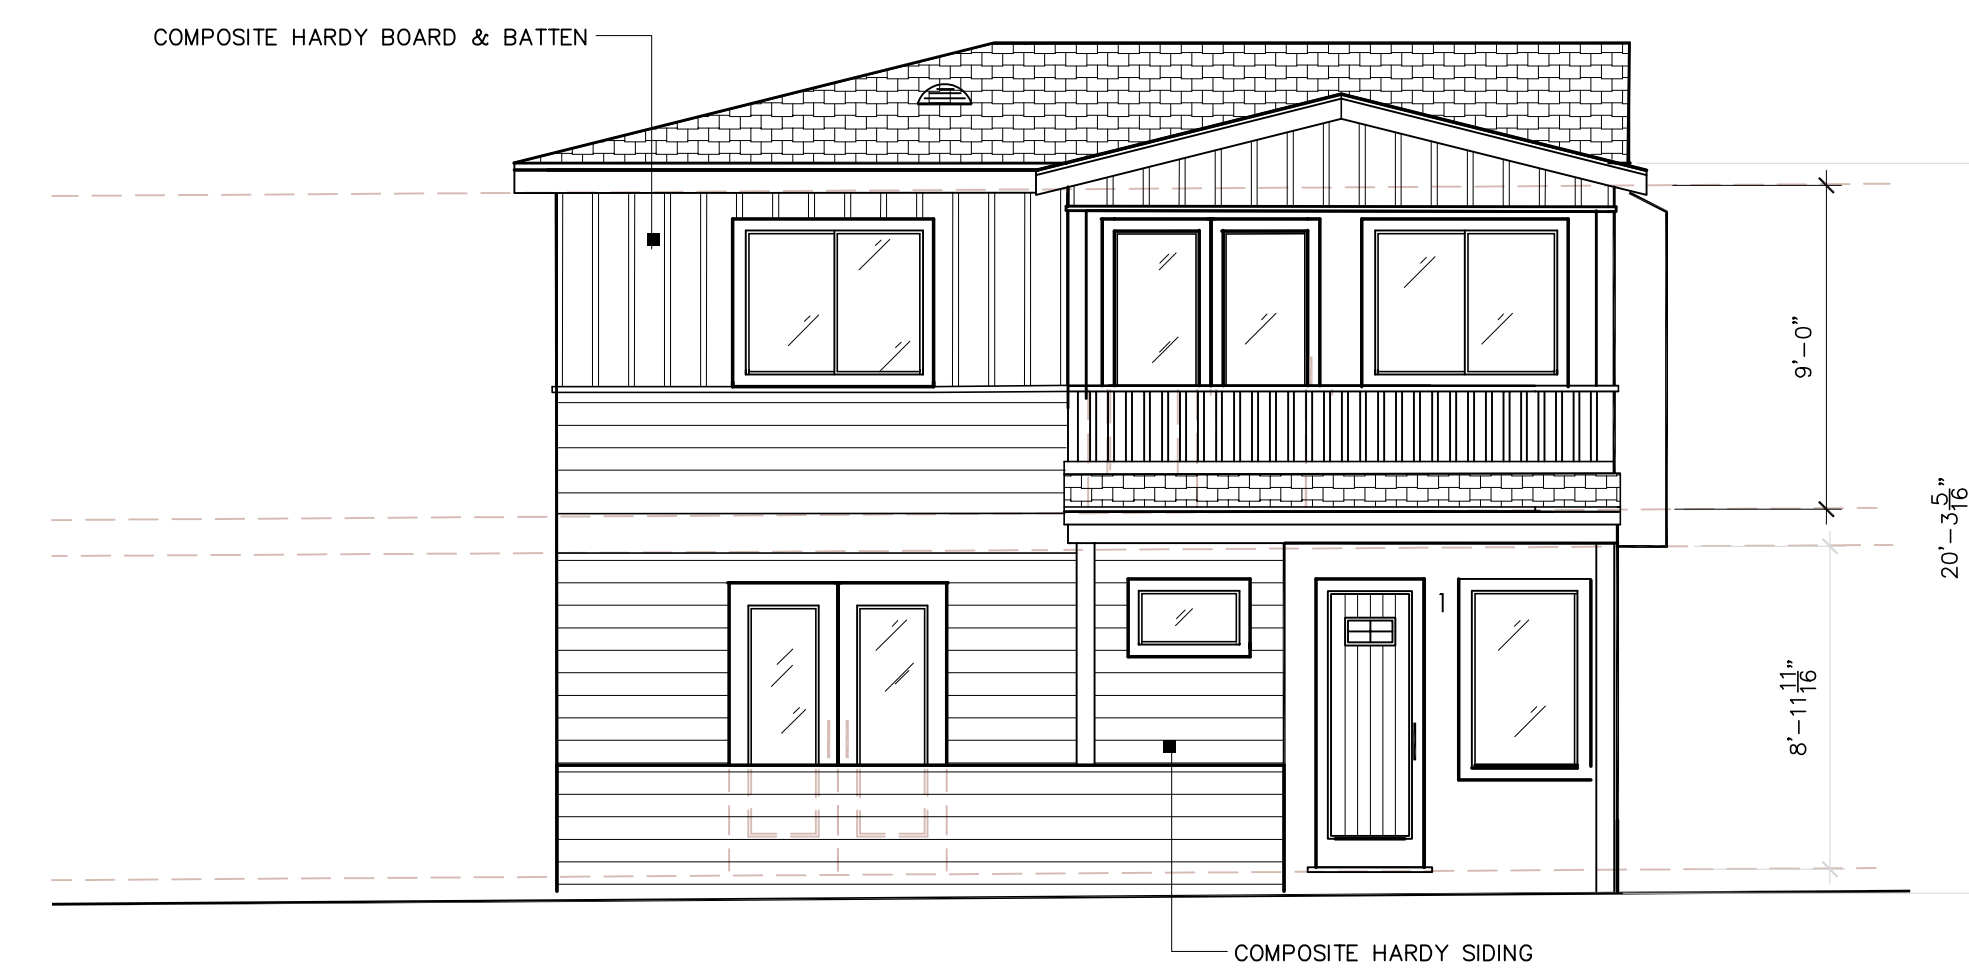 COMPOSITE HARDY BOARD & BATTEN
9'-0"
20'-3 5/16"
1
8'-11 11/16"
COMPOSITE HARDY SIDING